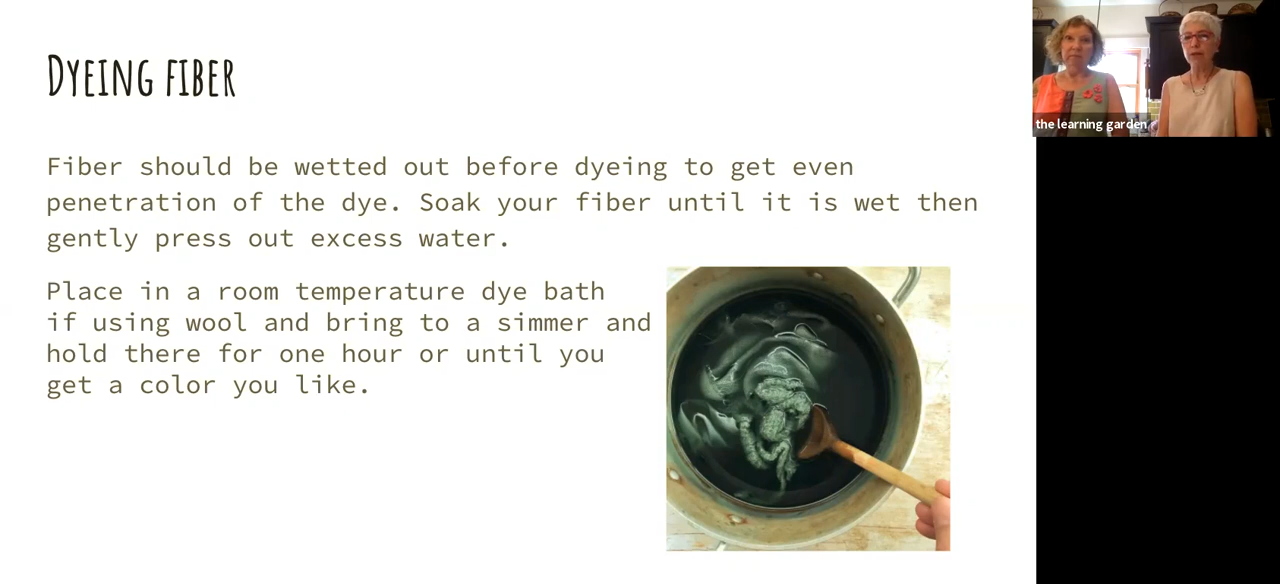 Dyeing fiber
Fiber should be wetted out before dyeing to get even
penetration of the dye. Soak your fiber until it is wet then
gently press out excess water.
Place in a room temperature dye bath
if using wool and bring to a simmer and
hold there for one hour or until you
get a color you like.
the learning garden